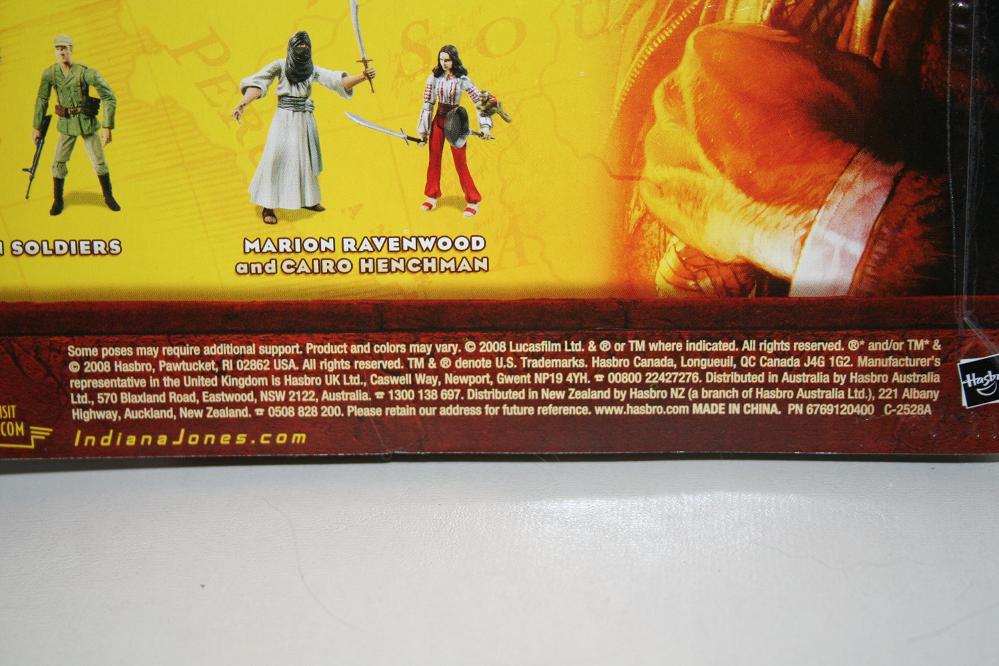 SOLDIERS
MARION RAVENWOOD
and CAIRO HENCHMAN
Some poses may require additional support. Product and colors may vary. © 2008 Lucasfilm Ltd. & ® or TM where indicated. All rights reserved. ®* and/or TM* &
© 2008 Hasbro, Pawtucket, RI 02862 USA. All rights reserved. TM & ® denote U.S. Trademarks. Hasbro Canada, Longueuil, QC Canada J4G 1G2. Manufacturer's
representative in the United Kingdom is Hasbro UK Ltd., Caswell Way, Newport, Gwent NP19 4YH. ☎ 00800 22427276. Distributed in Australia by Hasbro Australia
Ltd., 570 Blaxland Road, Eastwood, NSW 2122, Australia. ☎ 1300 138 697. Distributed in New Zealand by Hasbro NZ (a branch of Hasbro Australia Ltd.), 221 Albany
Highway, Auckland, New Zealand. ☎ 0508 828 200. Please retain our address for future reference. www.hasbro.com MADE IN CHINA. PN 6769120400 C-2528A
.COM
IndianaJones.com
Hasb